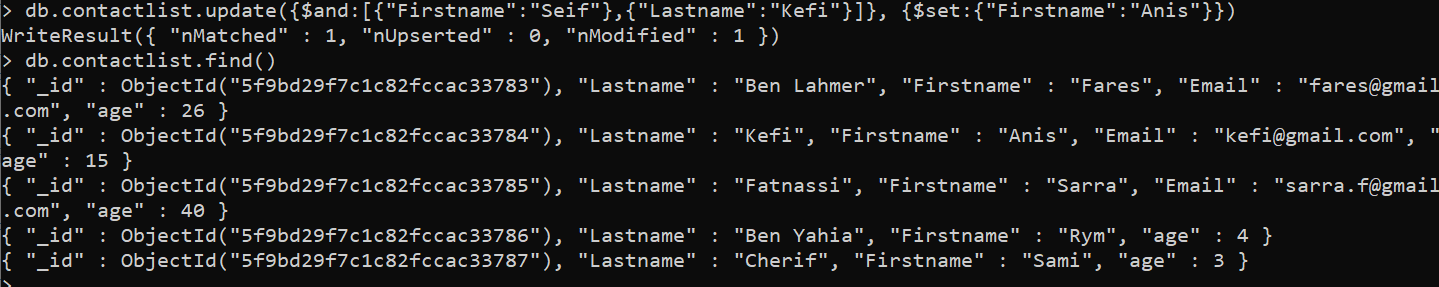 > db.contactlist.update({$and:[{"Firstname":"Seif"},{"Lastname":"Kefi"}]}, {$set:{"Firstname":"Anis"}})
WriteResult({ "nMatched" : 1, "nUpserted" : 0, "nModified" : 1 })
> db.contactlist.find()
{ "_id" : ObjectId("5f9bd29f7c1c82fccac33783"), "Lastname" : "Ben Lahmer", "Firstname" : "Fares", "Email" : "fares@gmail
.com", "age" : 26 }
{ "_id" : ObjectId("5f9bd29f7c1c82fccac33784"), "Lastname" : "Kefi", "Firstname" : "Anis", "Email" : "kefi@gmail.com", "
age" : 15 }
{ "_id" : ObjectId("5f9bd29f7c1c82fccac33785"), "Lastname" : "Fatnassi", "Firstname" : "Sarra", "Email" : "sarra.f@gmail
.com", "age" : 40 }
{ "_id" : ObjectId("5f9bd29f7c1c82fccac33786"), "Lastname" : "Ben Yahia", "Firstname" : "Rym", "age" : 4 }
{ "_id" : ObjectId("5f9bd29f7c1c82fccac33787"), "Lastname" : "Cherif", "Firstname" : "Sami", "age" : 3 }
>